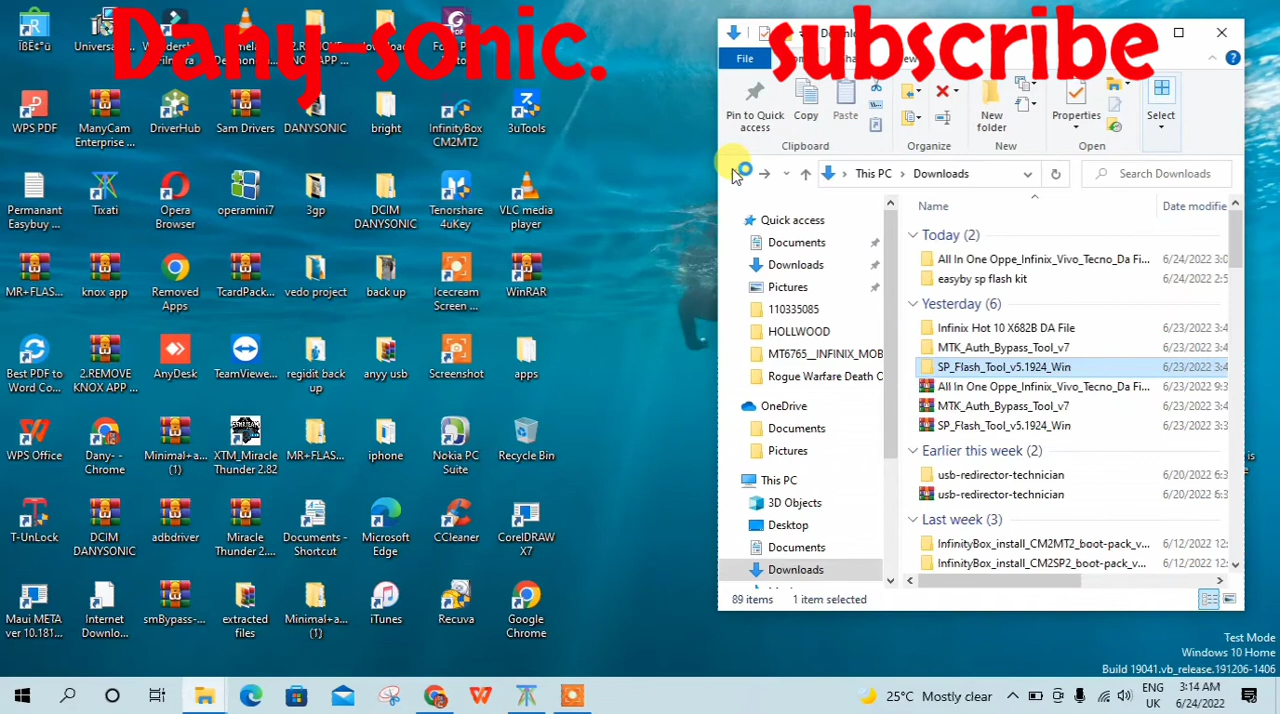 Dany-sonic.
subscribe
File
Pin to Quick
access
Copy
Paste
New
folder
Properties
Select
Clipboard
Organize
New
Open
This PC
Downloads
Search Downloads
Name
Date modifie
Quick access
Documents
Downloads
Pictures
110335085
HOLLWOOD
MT6765__INFINIX_MOB
Rogue Warfare Death C
OneDrive
Documents
Pictures
This PC
3D Objects
Desktop
Documents
Downloads
Today (2)
All In One Oppe_Infinix_Vivo_Tecno_Da Fi...
6/24/2022 3:0
easyby sp flash kit
6/24/2022 2:5
Yesterday (6)
Infinix Hot 10 X682B DA File
6/23/2022 3:4
MTK_Auth_Bypass_Tool_v7
6/23/2022 3:4
SP_Flash_Tool_v5.1924_Win
6/23/2022 3:4
All In One Oppe_Infinix_Vivo_Tecno_Da Fi...
6/23/2022 9:3
MTK_Auth_Bypass_Tool_v7
6/23/2022 3:4
SP_Flash_Tool_v5.1924_Win
6/23/2022 3:4
Earlier this week (2)
usb-redirector-technician
6/20/2022 6:3
usb-redirector-technician
6/20/2022 6:3
Last week (3)
InfinityBox_install_CM2MT2_boot-pack_v...
6/12/2022 12:
InfinityBox_install_CM2SP2_boot-pack_v...
6/12/2022 12:
89 items
1 item selected
WPS PDF
ManyCam
Enterprise ...
DriverHub
Sam Drivers
DANYSONIC
bright
InfinityBox
CM2MT2
3uTools
Permanant
Easybuy ...
Tixati
Opera
Browser
operamini7
3gp
DCIM
DANYSONIC
Tenorshare
4uKey
VLC media
player
MR+FLAS...
knox app
Removed
Apps
TcardPack...
vedo project
back up
Icecream
Screen ...
WinRAR
Best PDF to
Word Co...
2.REMOVE
KNOX APP ...
AnyDesk
TeamViewe...
regidit back
up
anyy usb
Screenshot
apps
WPS Office
Dany- -
Chrome
Minimal+a...
(1)
XTM_Miracle
Thunder 2.82
MR+FLAS...
iphone
Nokia PC
Suite
Recycle Bin
T-UnLock
DCIM
DANYSONIC
adbdriver
Miracle
Thunder 2....
Documents -
Shortcut
Microsoft
Edge
CCleaner
CorelDRAW
X7
Maui META
ver 10.181...
Internet
Downlo...
smBypass-...
extracted
files
Minimal+a...
(1)
iTunes
Recuva
Google
Chrome
Test Mode
Windows 10 Home
Build 19041.vb_release.191206-1406
25°C Mostly clear
ENG
UK
3:14 AM
6/24/2022